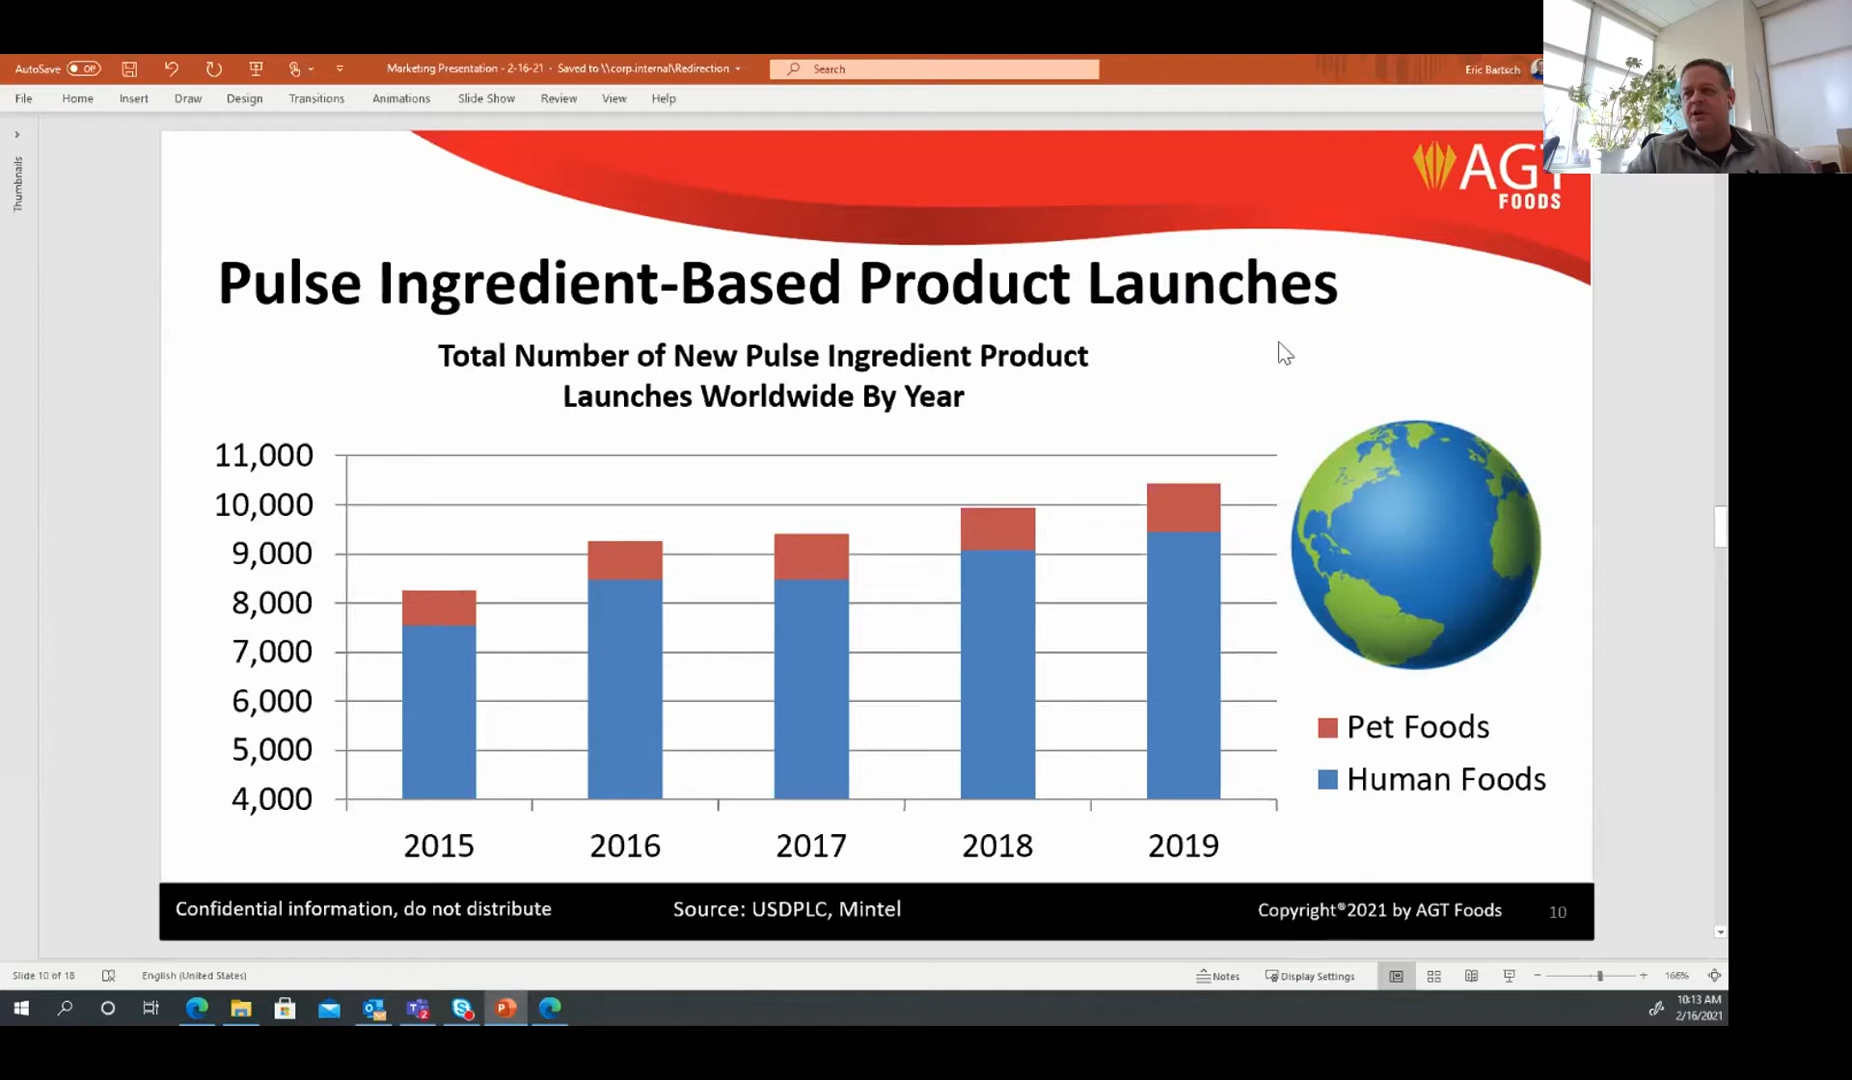 AutoSave Off
Marketing Presentation - 2-16-21 · Saved to \\corp.internal\Redirection
Search
Eric Bartsch
File Home Insert Draw Design Transitions Animations Slide Show Review View Help
Thumbnails
AGT
FOODS
Pulse Ingredient-Based Product Launches
Total Number of New Pulse Ingredient Product
Launches Worldwide By Year
11,000
10,000
9,000
8,000
7,000
6,000
5,000
4,000
2015 2016 2017 2018 2019
Pet Foods
Human Foods
Confidential information, do not distribute
Source: USDPLC, Mintel
Copyright®2021 by AGT Foods
10
Slide 10 of 18
English (United States)
Notes
Display Settings
166%
2
10:13 AM
2/16/2021